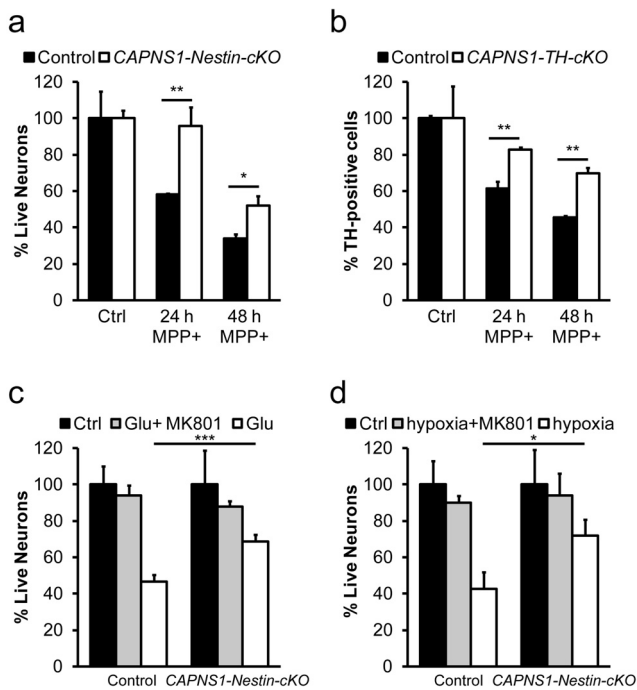 a
Control CAPNS1-Nestin-cKO
% Live Neurons
120
100
80
60
40
20
0
**
*
Ctrl
24 h
MPP+
48 h
MPP+
b
Control CAPNS1-TH-cKO
% TH-positive cells
120
100
80
60
40
20
0
**
**
Ctrl
24 h
MPP+
48 h
MPP+
c
Ctrl Glu+ MK801 Glu
% Live Neurons
120
100
80
60
40
20
0
***
Control CAPNS1-Nestin-cKO
d
Ctrl hypoxia+MK801 hypoxia
% Live Neurons
120
100
80
60
40
20
0
*
Control CAPNS1-Nestin-cKO